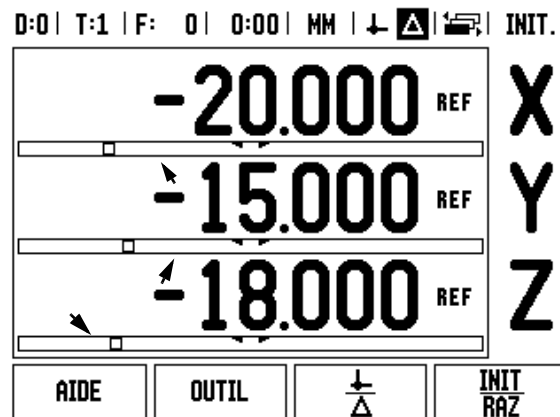 D:0 | T:1 | F: 0 | 0:00 | MM | Δ | INIT.
-20.000 REF X
-15.000 REF Y
-18.000 REF Z
AIDE OUTIL Δ INIT
RAZ